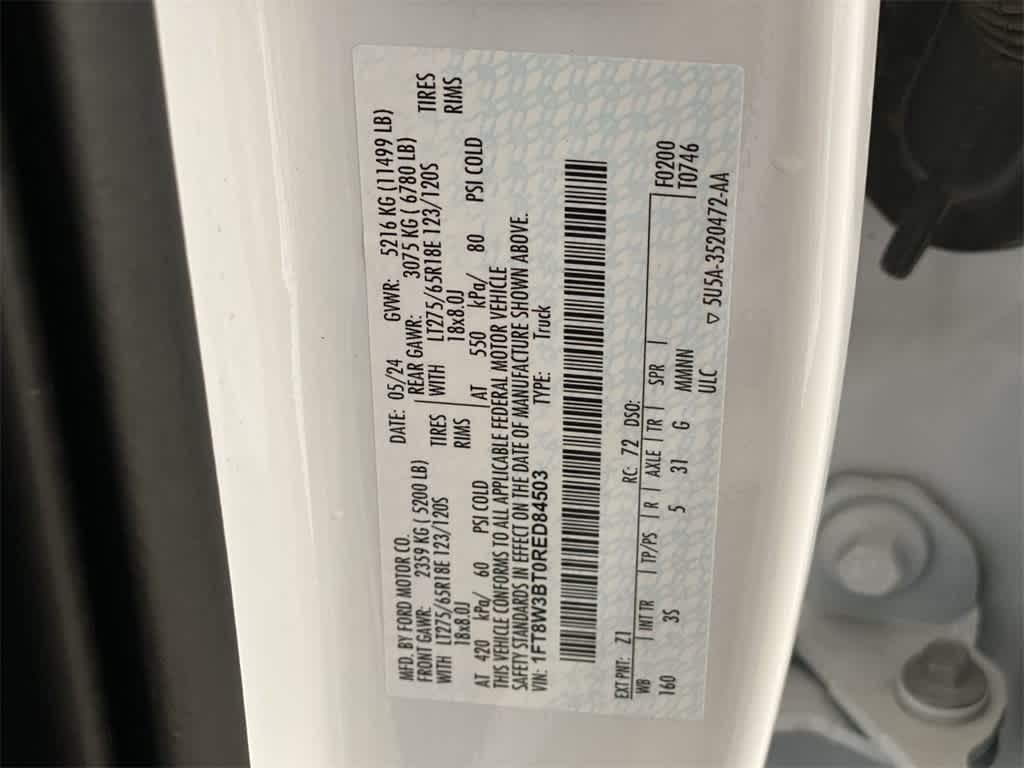 MFD. BY FORD MOTOR CO. DATE: 05/24 GVWR: 5216 KG (11499 LB)
FRONT GAWR: 2359 KG ( 5200 LB) REAR GAWR: 3075 KG ( 6780 LB)
WITH LT275/65R18E 123/120S TIRES WITH LT275/65R18E 123/120S TIRES
18x8.0J RIMS 18x8.0J RIMS
AT 420 kPa/ 60 PSI COLD AT 550 kPa/ 80 PSI COLD
THIS VEHICLE CONFORMS TO ALL APPLICABLE FEDERAL MOTOR VEHICLE
SAFETY STANDARDS IN EFFECT ON THE DATE OF MANUFACTURE SHOWN ABOVE.
VIN: 1FT8W3BT0RED84503 TYPE: Truck
EXT PNT: Z1 RC: 72 DSO:
WB INT TR TP/PS R AXLE TR SPR F0200
160 3S 5 31 G MMMN T0746
ULC ▽ 5U5A-3520472-AA